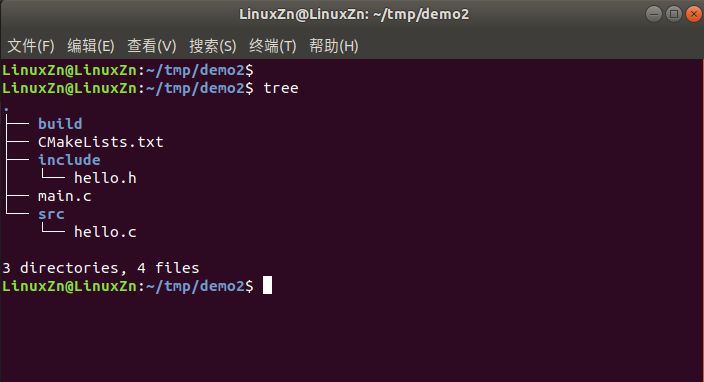 LinuxZn@LinuxZn: ~/tmp/demo2
文件(F) 编辑(E) 查看(V) 搜索(S) 终端(T) 帮助(H)
LinuxZn@LinuxZn:~/tmp/demo2$
LinuxZn@LinuxZn:~/tmp/demo2$ tree
.
├── build
├── CMakeLists.txt
├── include
│   └── hello.h
├── main.c
└── src
    └── hello.c
3 directories, 4 files
LinuxZn@LinuxZn:~/tmp/demo2$